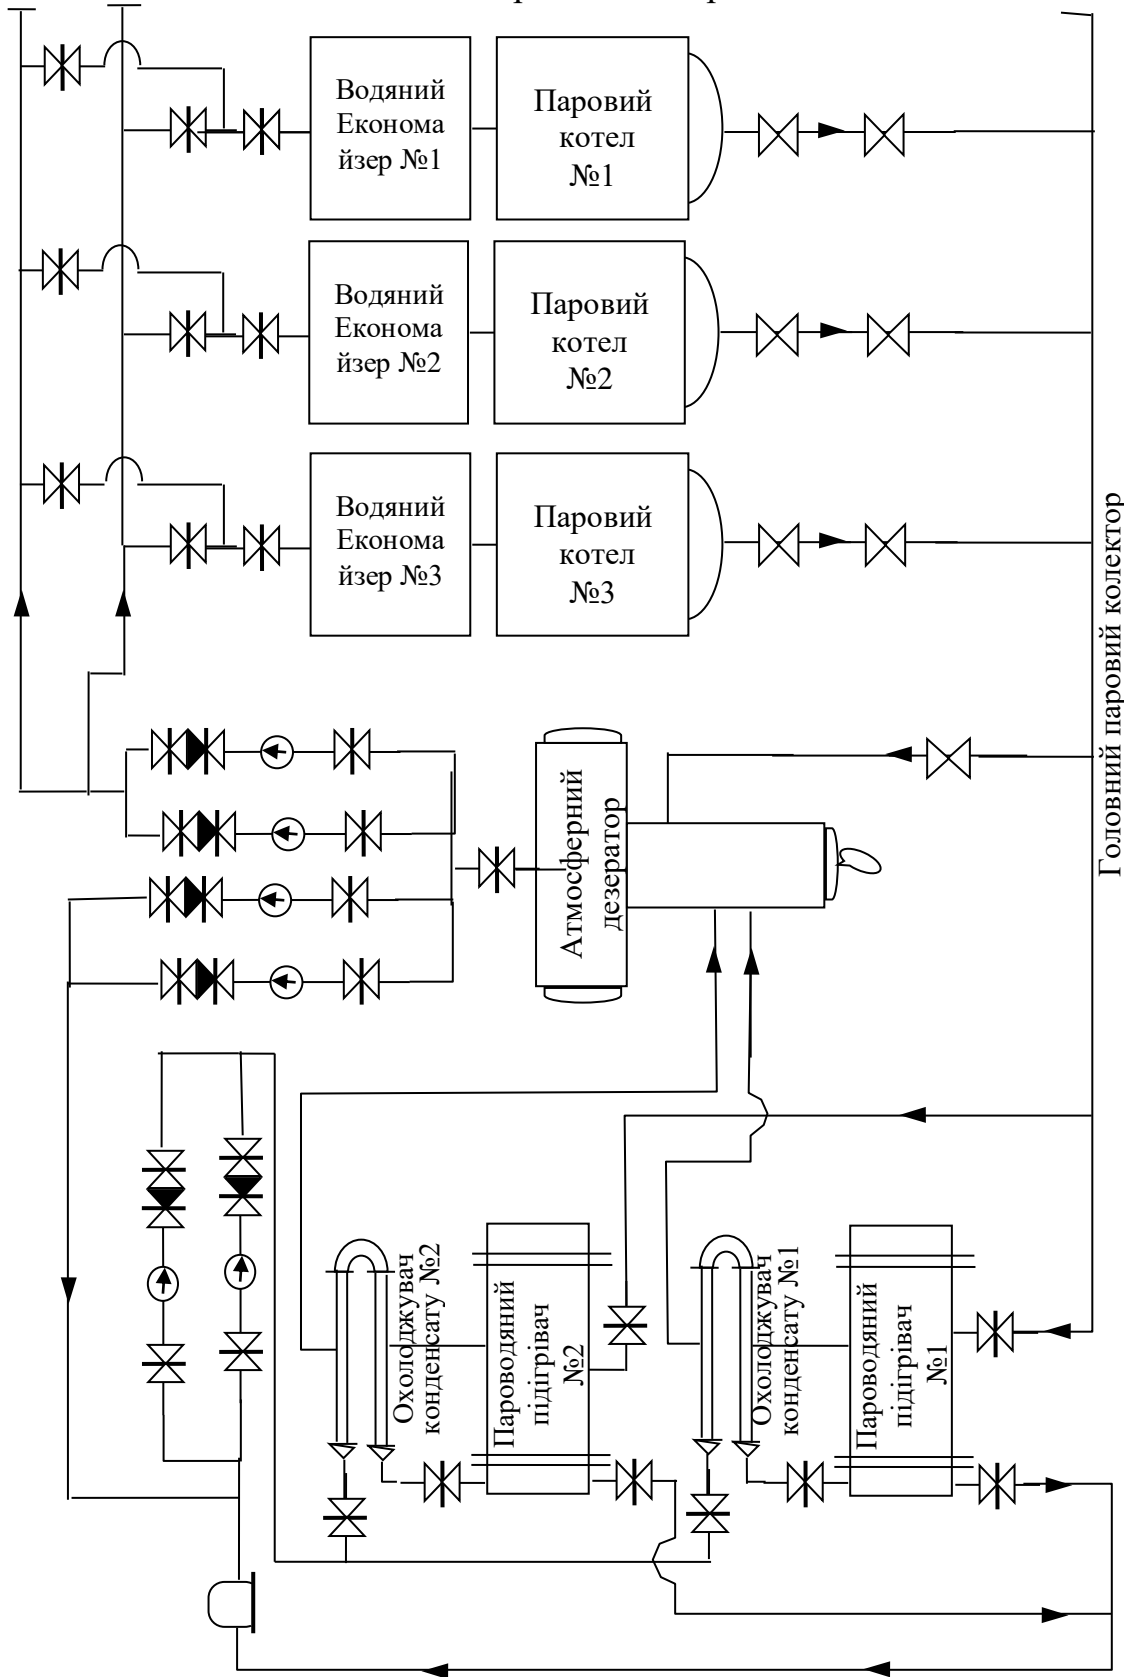 Водяний
Економа
йзер №1
Паровий
котел
№1
Водяний
Економа
йзер №2
Паровий
котел
№2
Водяний
Економа
йзер №3
Паровий
котел
№3
Головний паровий колектор
Атмосферний
дезератор
Охолоджувач
конденсату №2
Пароводяний
підігрівач
№2
Охолоджувач
конденсату №1
Пароводяний
підігрівач
№1